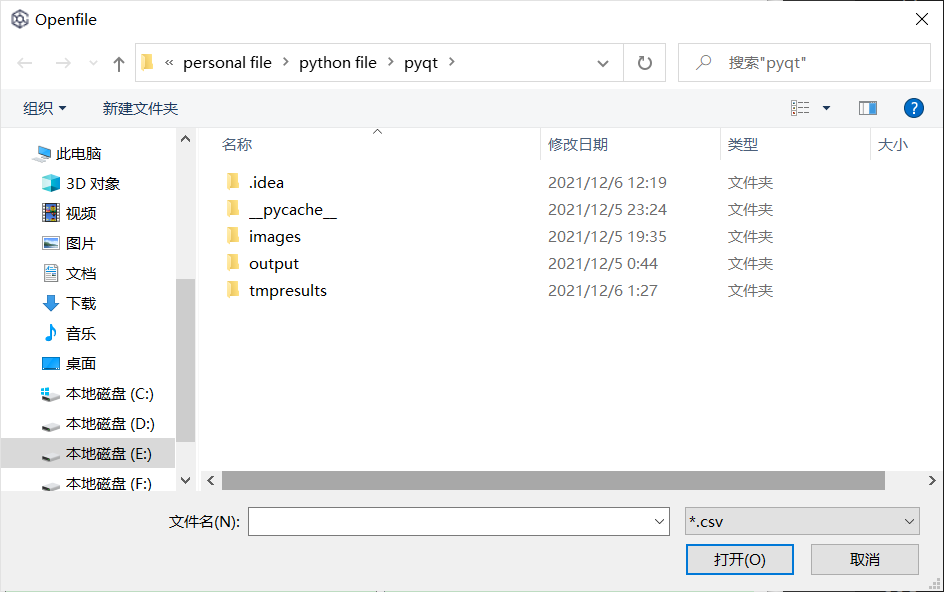 Openfile
« personal file › python file › pyqt ›
搜索"pyqt"
组织
新建文件夹
?
此电脑
3D 对象
视频
图片
文档
下载
音乐
桌面
本地磁盘 (C:)
本地磁盘 (D:)
本地磁盘 (E:)
本地磁盘 (F:)
名称 修改日期 类型 大小
.idea 2021/12/6 12:19 文件夹
__pycache__ 2021/12/5 23:24 文件夹
images 2021/12/5 19:35 文件夹
output 2021/12/5 0:44 文件夹
tmpresults 2021/12/6 1:27 文件夹
文件名(N):
*.csv
打开(O)
取消